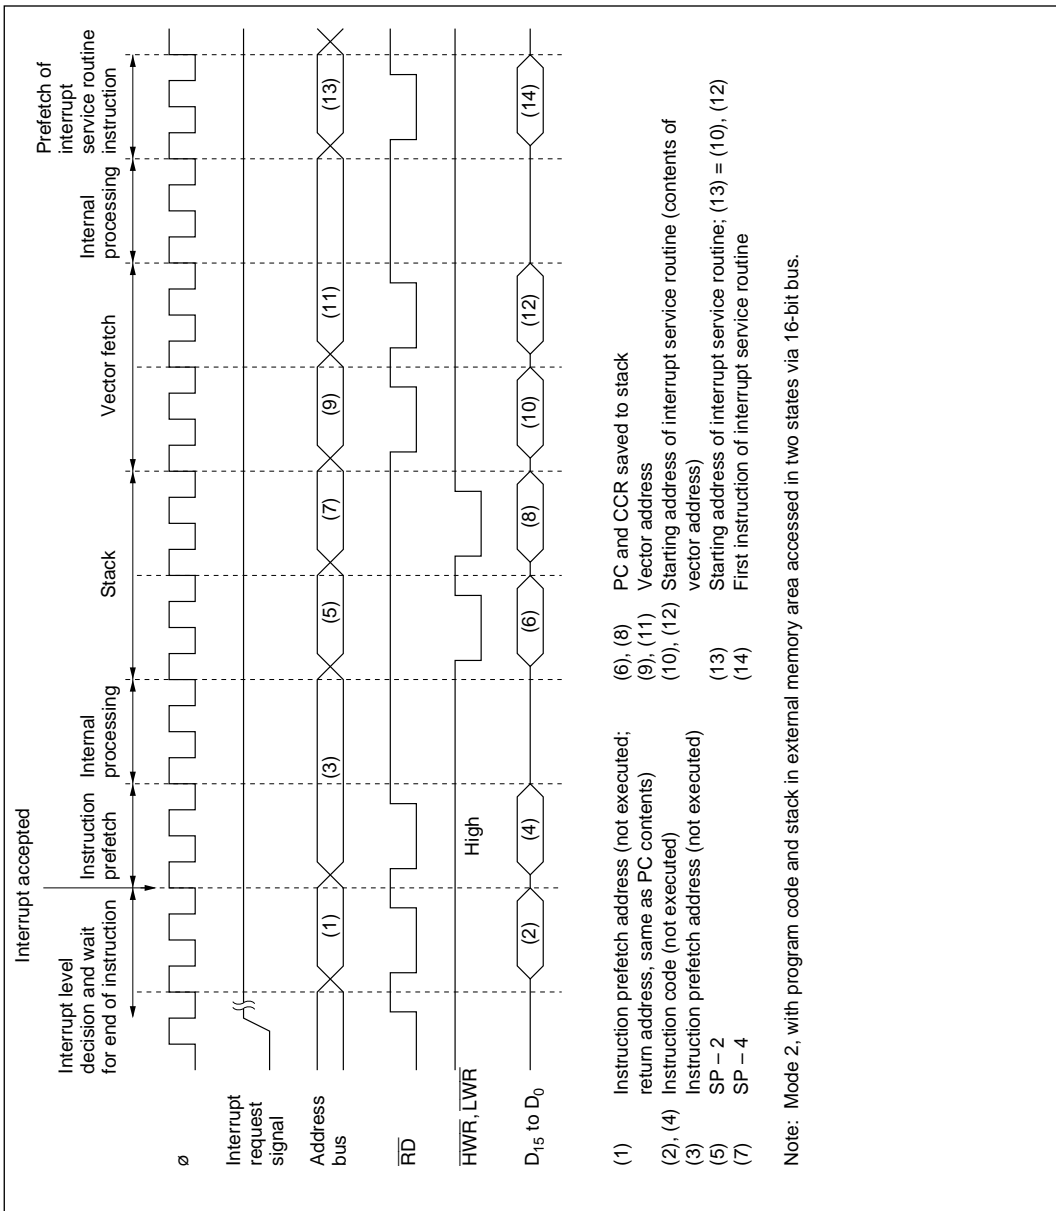 Interrupt accepted
Interrupt level
decision and wait
for end of instruction
Instruction
prefetch
Internal
processing
Stack
Vector fetch
Internal
processing
Prefetch of
interrupt
service routine
instruction
ø
Interrupt
request
signal
Address
bus
(1)
(3)
(5)
(7)
(9)
(11)
(13)
RD
HWR, LWR
High
D15 to D0
(2)
(4)
(6)
(8)
(10)
(12)
(14)
(1) Instruction prefetch address (not executed;
return address, same as PC contents)
(2), (4) Instruction code (not executed)
(3) Instruction prefetch address (not executed)
(5) SP – 2
(7) SP – 4
(6), (8) PC and CCR saved to stack
(9), (11) Vector address
(10), (12) Starting address of interrupt service routine (contents of
vector address)
(13) Starting address of interrupt service routine; (13) = (10), (12)
(14) First instruction of interrupt service routine
Note: Mode 2, with program code and stack in external memory area accessed in two states via 16-bit bus.